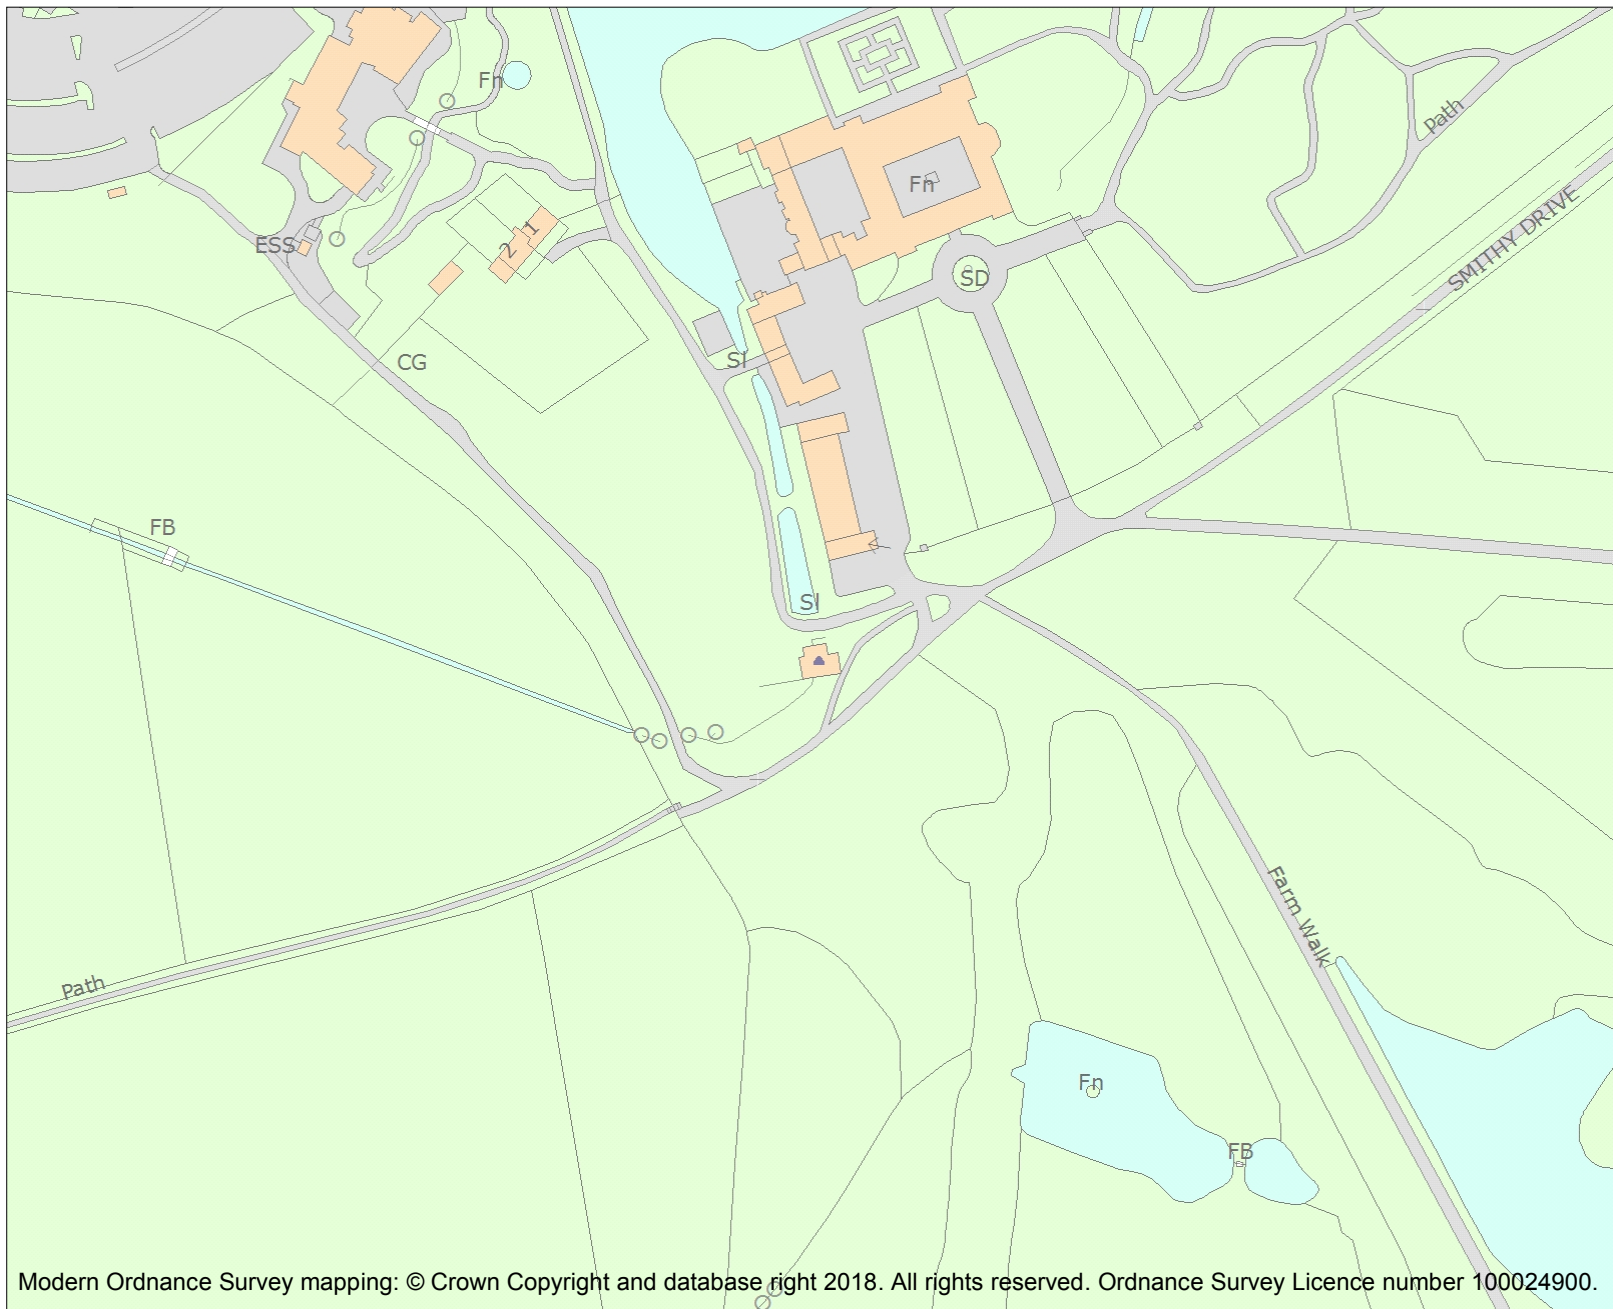 Fn
Path
Fn
SMITHY DRIVE
1
2
ESS
SD
CG
Sl
FB
Sl
Farm Walk
Path
Fn
FB
Modern Ordnance Survey mapping: © Crown Copyright and database right 2018. All rights reserved. Ordnance Survey Licence number 100024900.